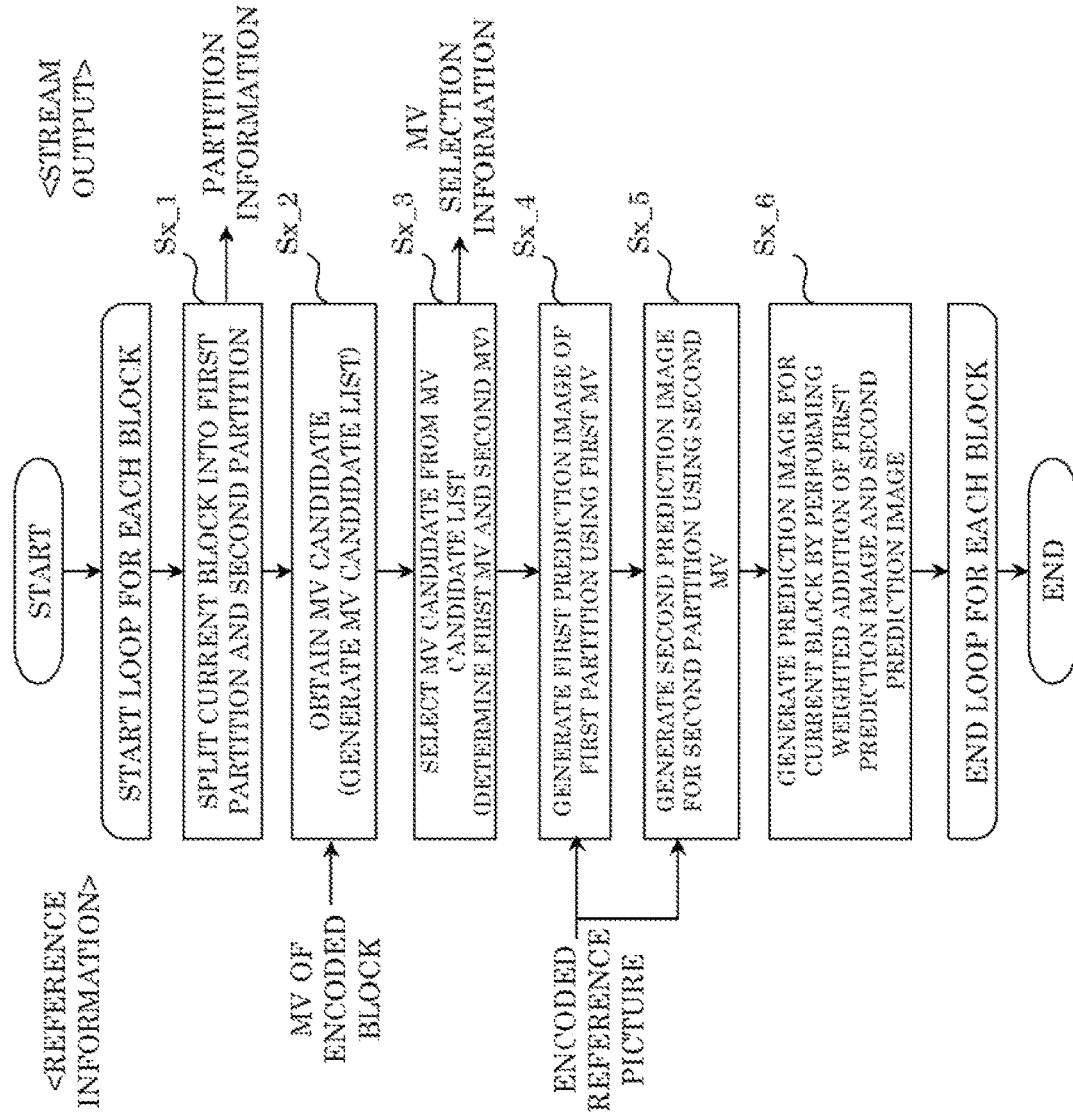 START
<REFERENCE
INFORMATION>
<STREAM
OUTPUT>
START LOOP FOR EACH BLOCK
Sx_1
SPLIT CURRENT BLOCK INTO FIRST
PARTITION AND SECOND PARTITION
PARTITION
INFORMATION
Sx_2
MV OF
ENCODED
BLOCK
OBTAIN MV CANDIDATE
(GENERATE MV CANDIDATE LIST)
Sx_3
SELECT MV CANDIDATE FROM MV
CANDIDATE LIST
(DETERMINE FIRST MV AND SECOND MV)
MV
SELECTION
INFORMATION
Sx_4
ENCODED
REFERENCE
PICTURE
GENERATE FIRST PREDICTION IMAGE OF
FIRST PARTITION USING FIRST MV
Sx_5
GENERATE SECOND PREDICTION IMAGE
FOR SECOND PARTITION USING SECOND
MV
Sx_6
GENERATE PREDICTION IMAGE FOR
CURRENT BLOCK BY PERFORMING
WEIGHTED ADDITION OF FIRST
PREDICTION IMAGE AND SECOND
PREDICTION IMAGE
END LOOP FOR EACH BLOCK
END